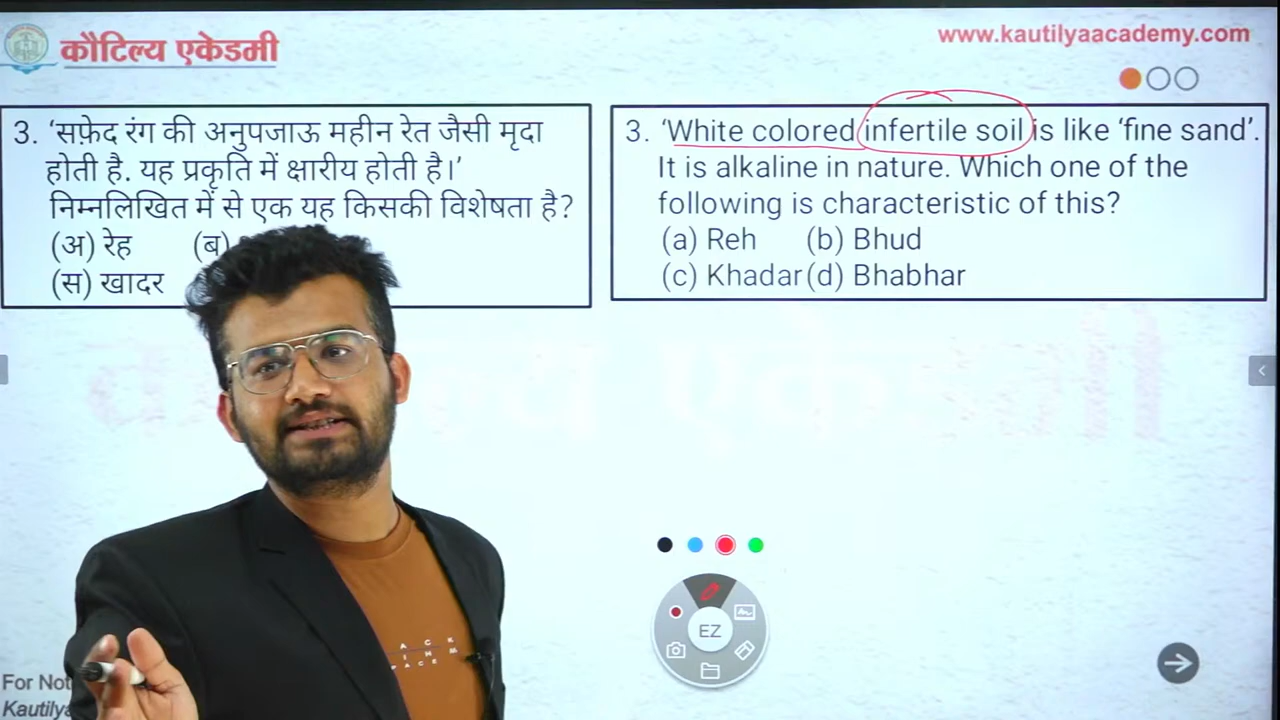 कौटिल्य एकेडमी
www.kautilyaacademy.com
3. ‘सफ़ेद रंग की अनुपजाऊ महीन रेत जैसी मृदा
होती है. यह प्रकृति में क्षारीय होती है।’
निम्नलिखित में से एक यह किसकी विशेषता है?
(अ) रेह (ब)
(स) खादर
3. ‘White colored infertile soil is like ‘fine sand’.
It is alkaline in nature. Which one of the
following is characteristic of this?
(a) Reh (b) Bhud
(c) Khadar (d) Bhabhar
EZ
For Not
Kautilya